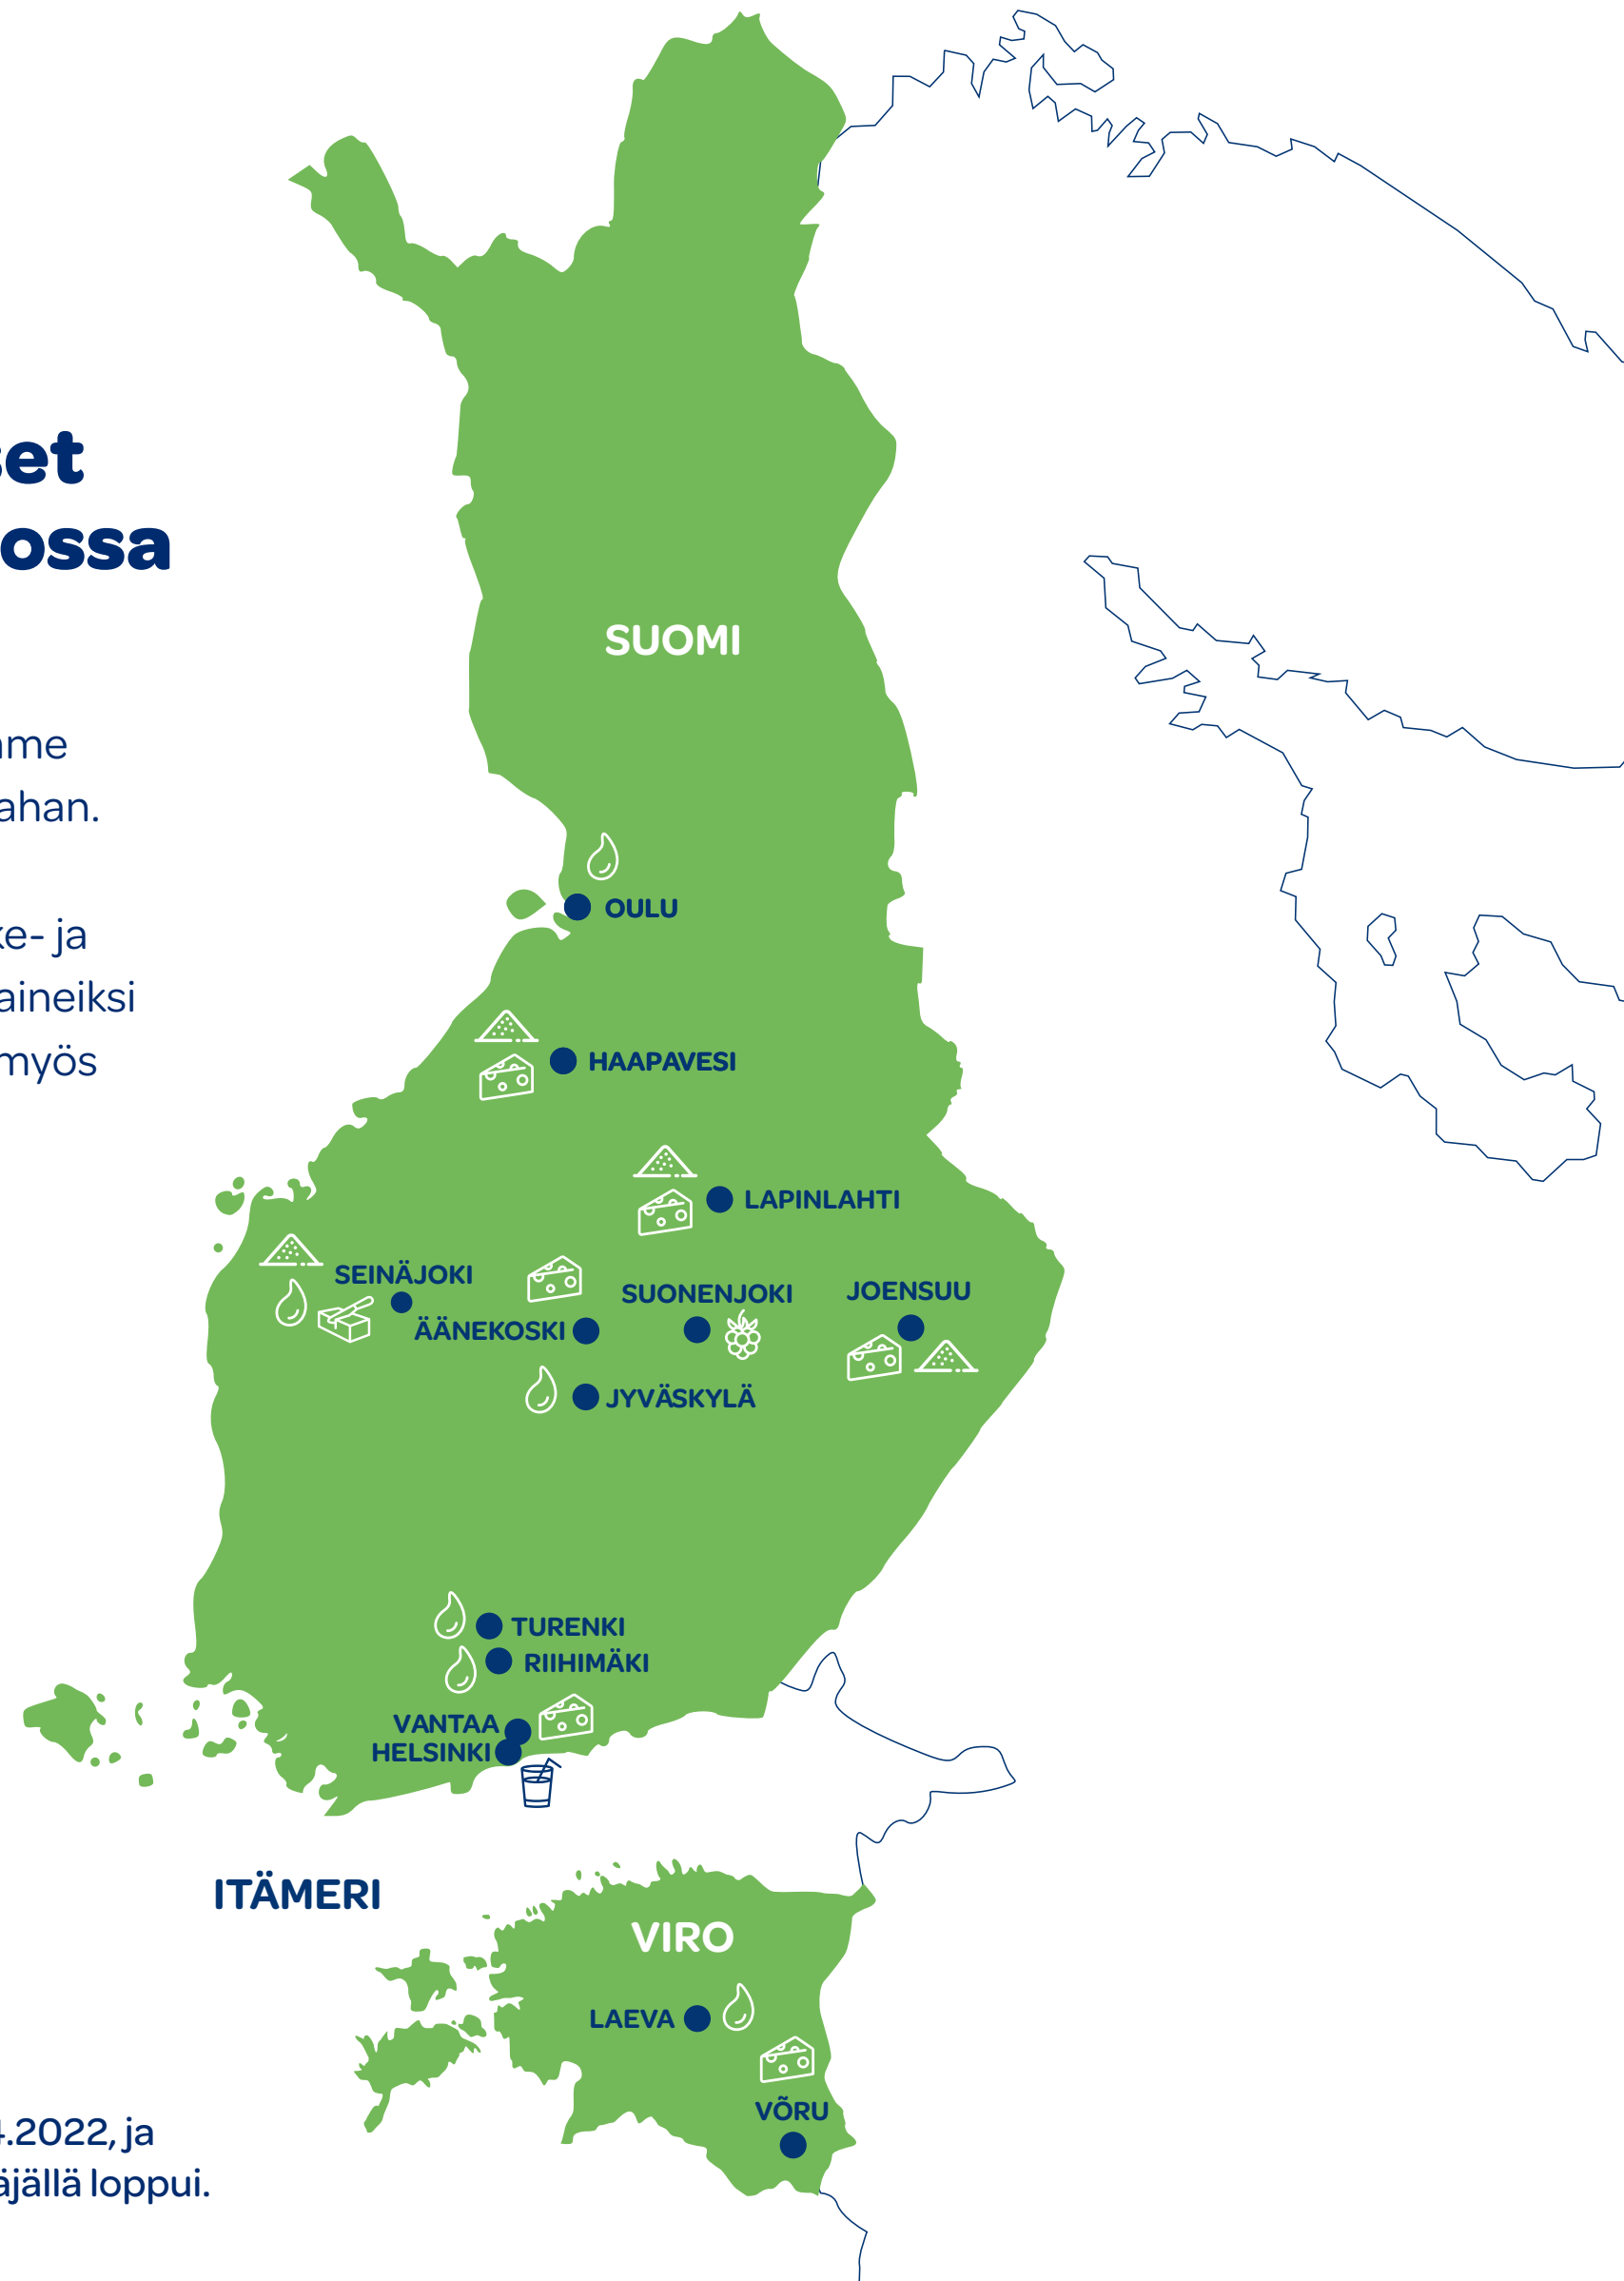 et
ossa
me
ahan.
e- ja
aineiksi
myös
SUOMI
OULU
HAAPAVESI
LAPINLAHTI
SEINÄJOKI
SUONENJOKI
JOENSUU
ÄÄNEKOSKI
JYVÄSKYLÄ
TURENKI
RIIHIMÄKI
VANTAA
HELSINKI
ITÄMERI
VIRO
LAEVA
VÕRU
.2022, ja
äjällä loppui.